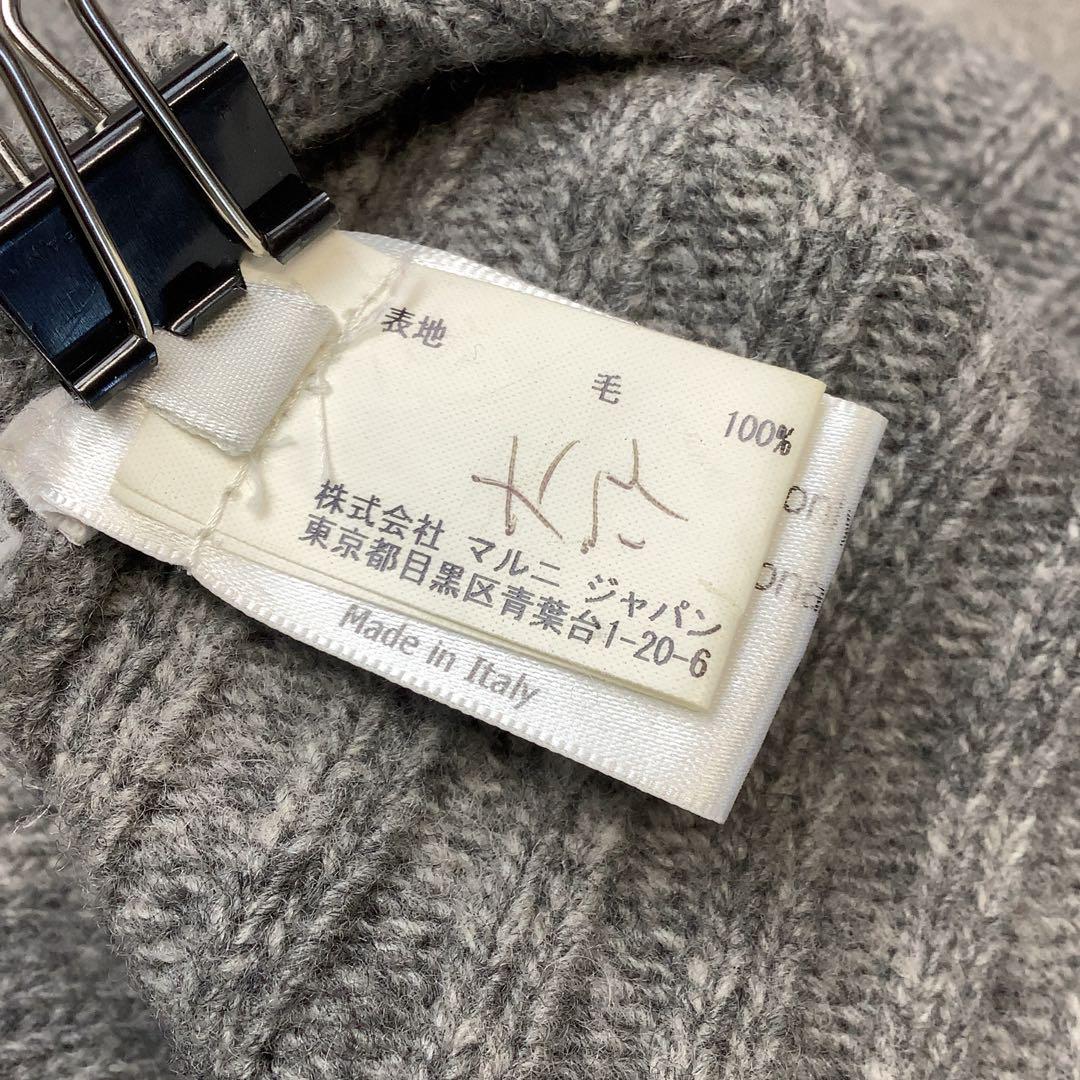 表地
毛
100%
株式会社 マルニ ジャパン
東京都目黒区青葉台1-20-6
Made in Italy